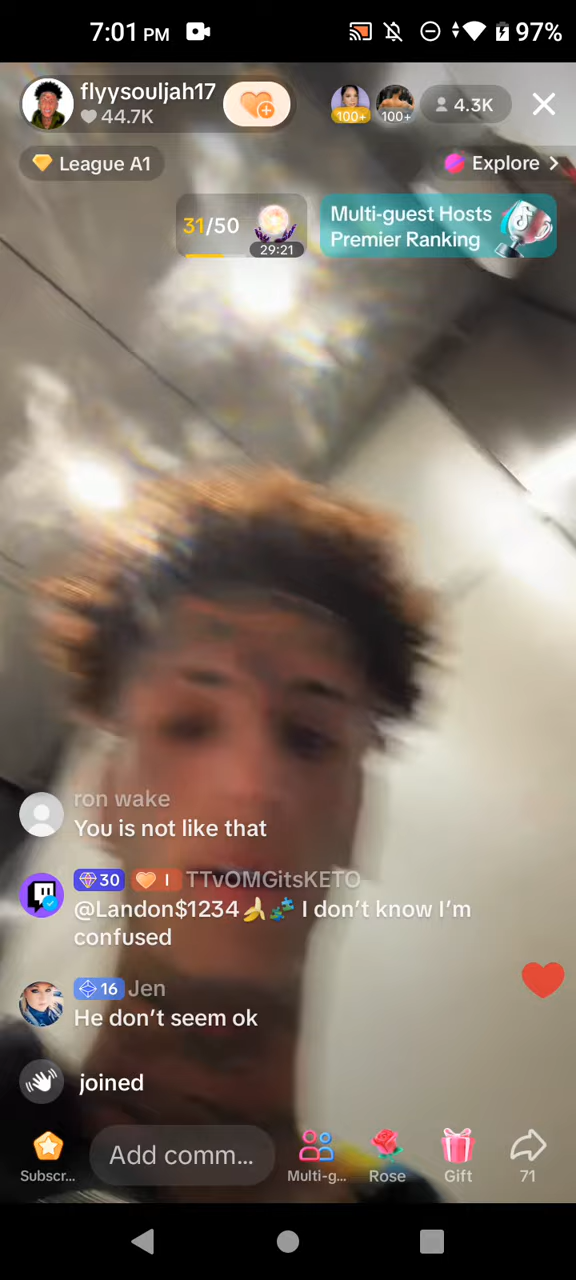 7:01 PM
97%
flyysouljah17
44.7K
100+
100+
4.3K
League A1
Explore
31/50
29:21
Multi-guest Hosts
Premier Ranking
ron wake
You is not like that
30
I
TTvOMGitsKETO
@Landon$1234🍌🧩 I don’t know I’m
confused
16
Jen
He don’t seem ok
joined
Subscr...
Add comm...
Multi-g...
Rose
Gift
71